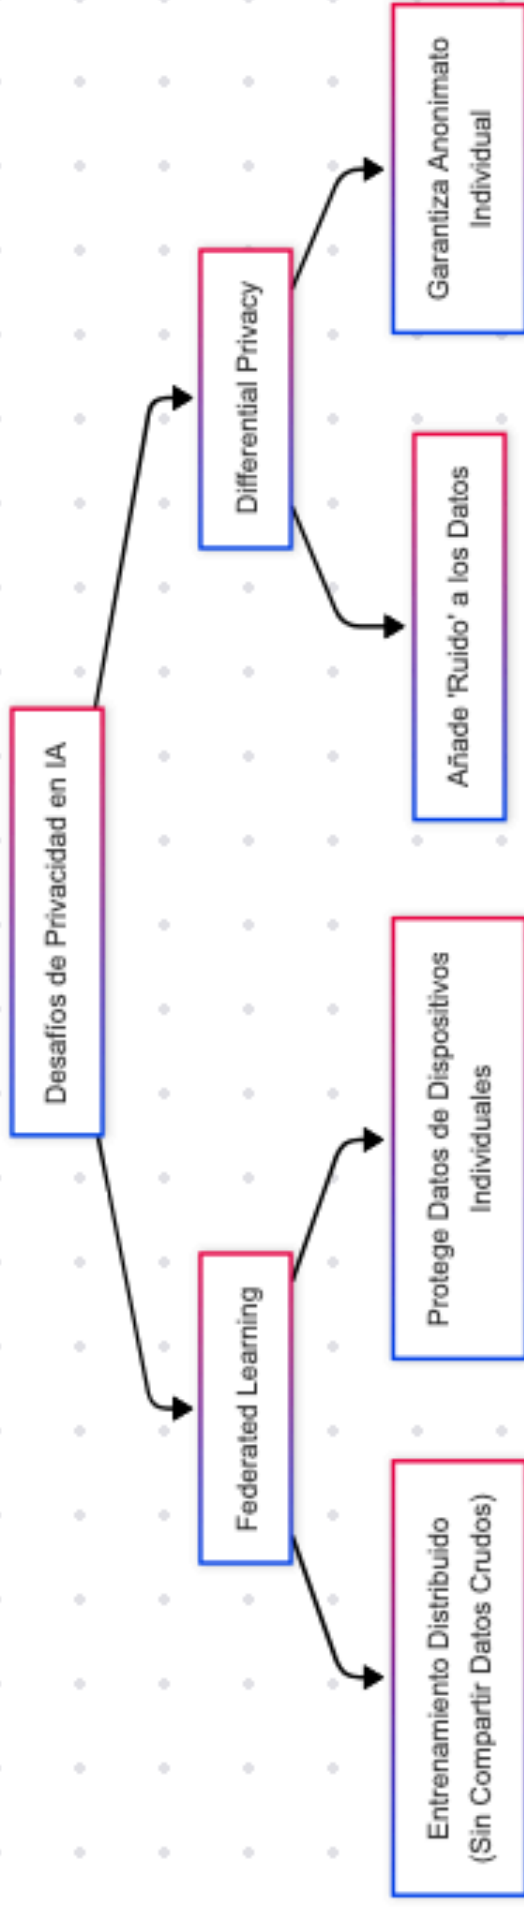 Desafíos de Privacidad en IA
Federated Learning
Differential Privacy
Entrenamiento Distribuido
(Sin Compartir Datos Crudos)
Protege Datos de Dispositivos
Individuales
Añade 'Ruido' a los Datos
Garantiza Anonimato
Individual